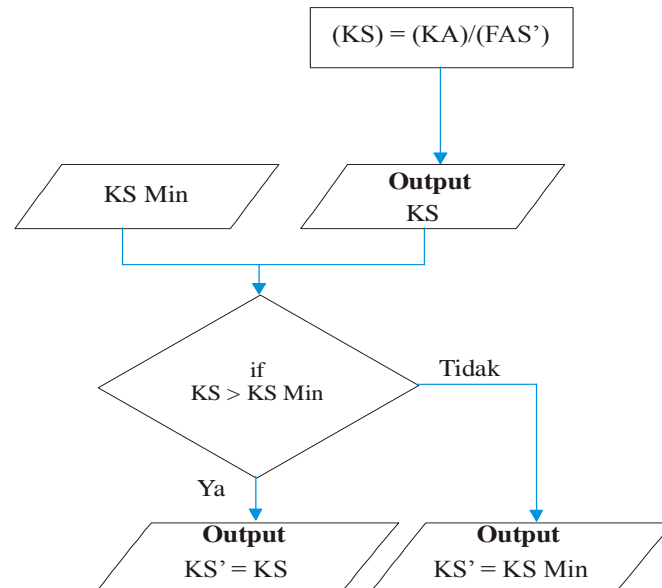 (KS) = (KA)/(FAS’)
KS Min
Output
KS
if
KS > KS Min
Tidak
Ya
Output
KS’ = KS
Output
KS’ = KS Min